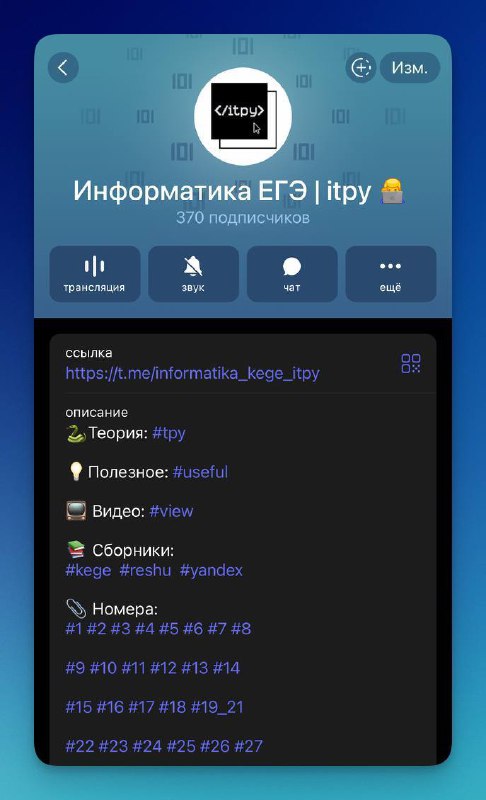 Изм.
</itpy>
Информатика ЕГЭ | itpy 🧑‍💻
370 подписчиков
трансляция звук чат ещё
ссылка
https://t.me/informatika_kege_itpy
описание
🐍Теория: #tpy
💡Полезное: #useful
📺 Видео: #view
📚 Сборники:
#kege #reshu #yandex
📎 Номера:
#1 #2 #3 #4 #5 #6 #7 #8
#9 #10 #11 #12 #13 #14
#15 #16 #17 #18 #19_21
#22 #23 #24 #25 #26 #27